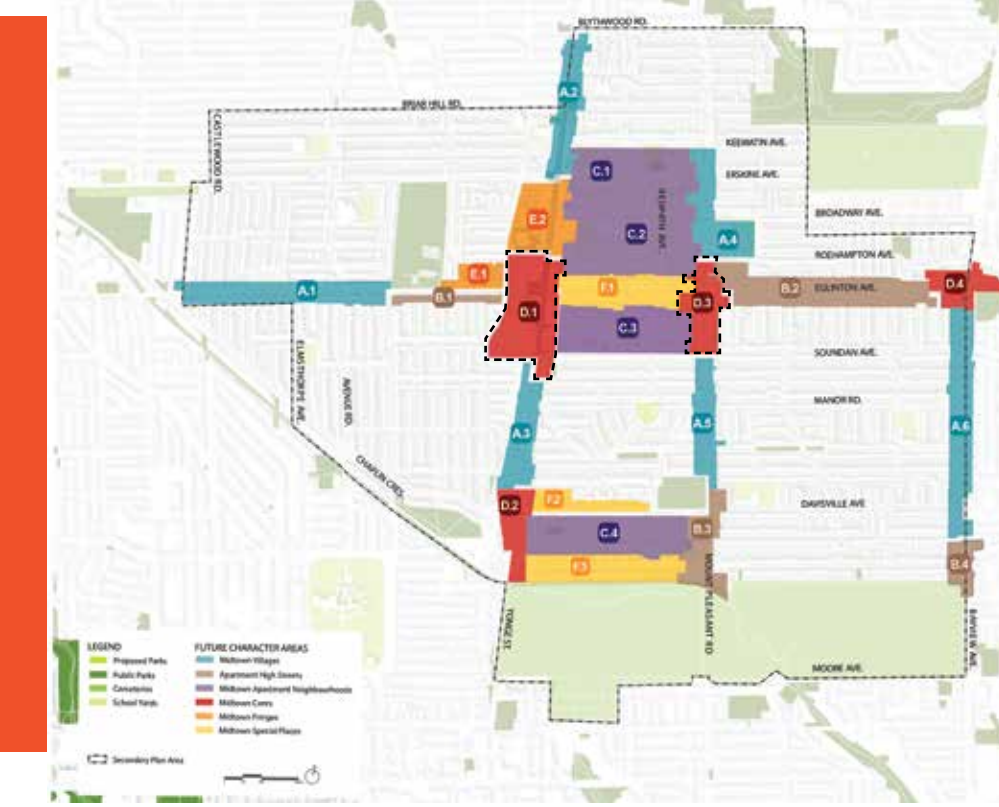 BLYTHWOOD RD.
A.2
BRIAR HILL RD.
CASTLEWOOD RD.
KEEWATIN AVE.
C.1
ERSKINE AVE.
REDPATH AVE.
BROADWAY AVE.
E.2
C.2
A.4
ROEHAMPTON AVE.
E.1
A.1
B.1
F.1
B.2
EGLINTON AVE.
D.4
D.1
D.3
C.3
SOUNDAN AVE.
ELMSTHORPE AVE.
AVENUE RD.
MANOR RD.
A.3
A.5
A.6
CHAPLIN CRES.
D.2
F.2
DAVISVILLE AVE
C.4
B.3
F.3
B.4
MOUNT PLEASANT RD
YONGE ST.
BAYVIEW AVE.
MOORE AVE.
LEGEND
Proposed Parks
Public Parks
Cemeteries
School Yards
Secondary Plan Area
FUTURE CHARACTER AREAS
Midtown Villages
Apartment High Streets
Midtown Apartment Neighbourhoods
Midtown Cores
Midtown Fringes
Midtown Special Places